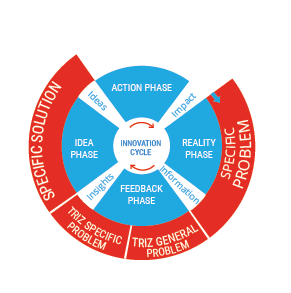 ACTION PHASE
Ideas
Impact
SPECIFIC SOLUTION
IDEA
PHASE
INNOVATION
CYCLE
REALITY
PHASE
SPECIFIC
PROBLEM
Insights
Information
FEEDBACK
PHASE
TRIZ SPECIFIC
PROBLEM
TRIZ GENERAL
PROBLEM